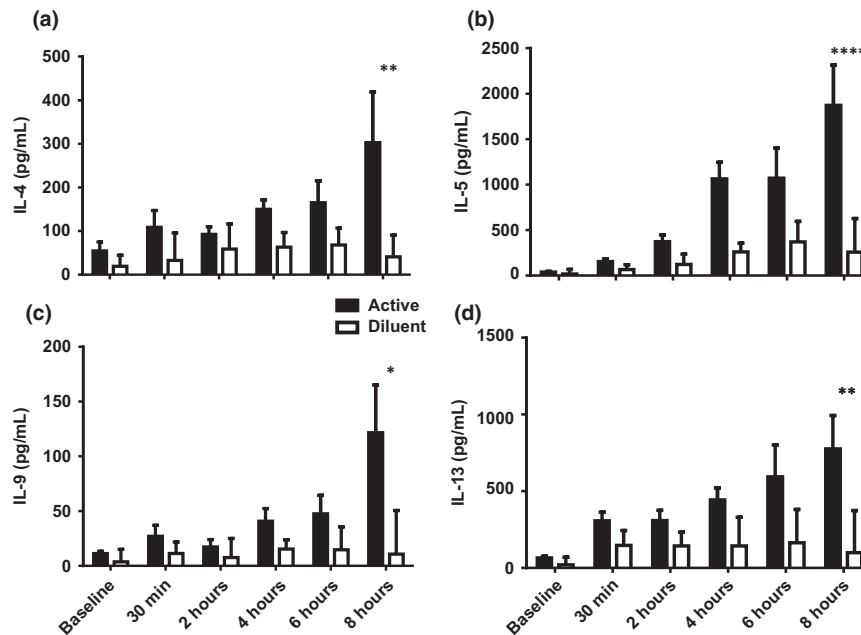 (a)
500
400
300
200
100
0
IL-4 (pg/mL)
**
(b)
2500
2000
1500
1000
500
0
IL-5 (pg/mL)
****
(c)
200
150
100
50
0
IL-9 (pg/mL)
*
Active
Diluent
Baseline
30 min
2 hours
4 hours
6 hours
8 hours
(d)
1500
1000
500
0
IL-13 (pg/mL)
**
Baseline
30 min
2 hours
4 hours
6 hours
8 hours